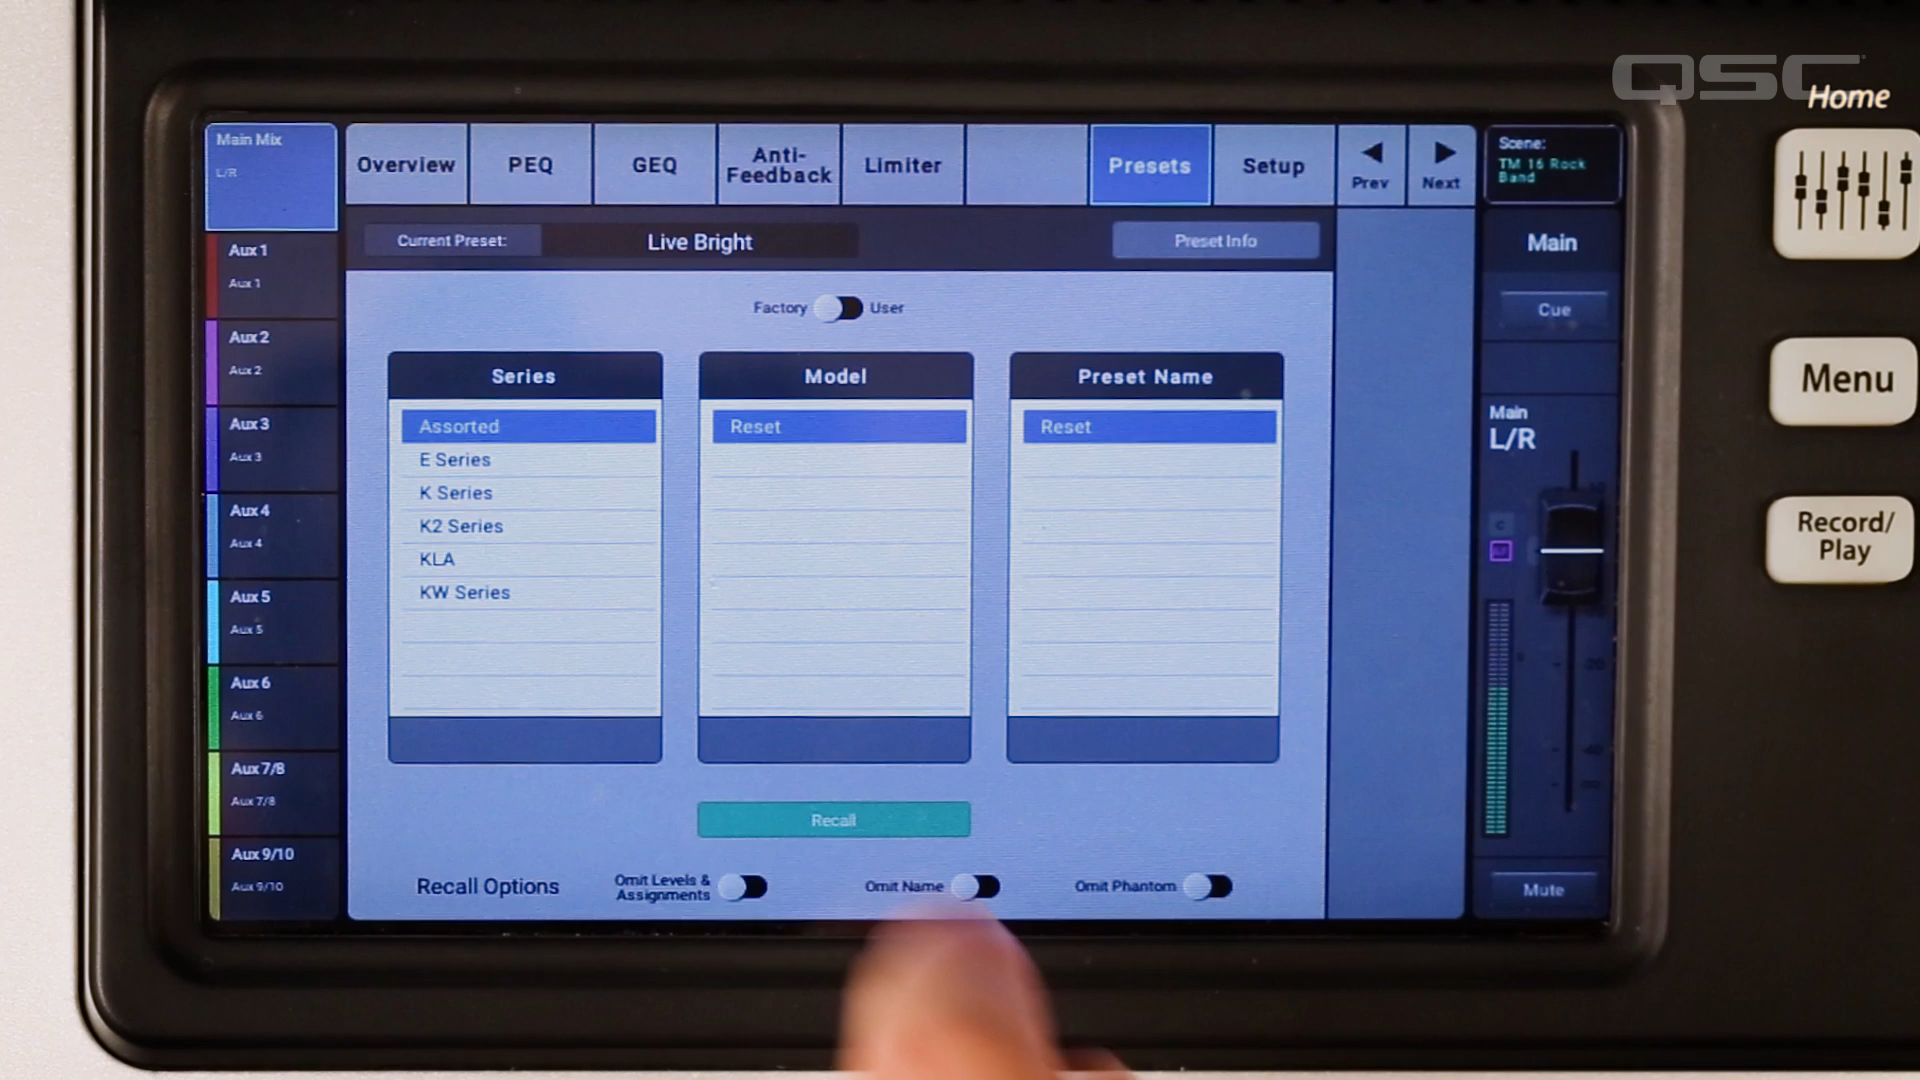 QSC
Home
Main Mix
L/R
Overview
PEQ
GEQ
Anti-
Feedback
Limiter
Presets
Setup
Prev
Next
Scene:
TM 16 Rock
Band
Current Preset:
Live Bright
Preset Info
Main
Factory
User
Cue
Aux 1
Aux 1
Aux 2
Aux 2
Aux 3
Aux 3
Aux 4
Aux 4
Aux 5
Aux 5
Aux 6
Aux 6
Aux 7/8
Aux 7/8
Aux 9/10
Aux 9/10
Series
Assorted
E Series
K Series
K2 Series
KLA
KW Series
Model
Reset
Preset Name
Reset
Recall
Recall Options
Omit Levels &
Assignments
Omit Name
Omit Phantom
Main
L/R
C
-20
-40
Mute
Menu
Record/
Play